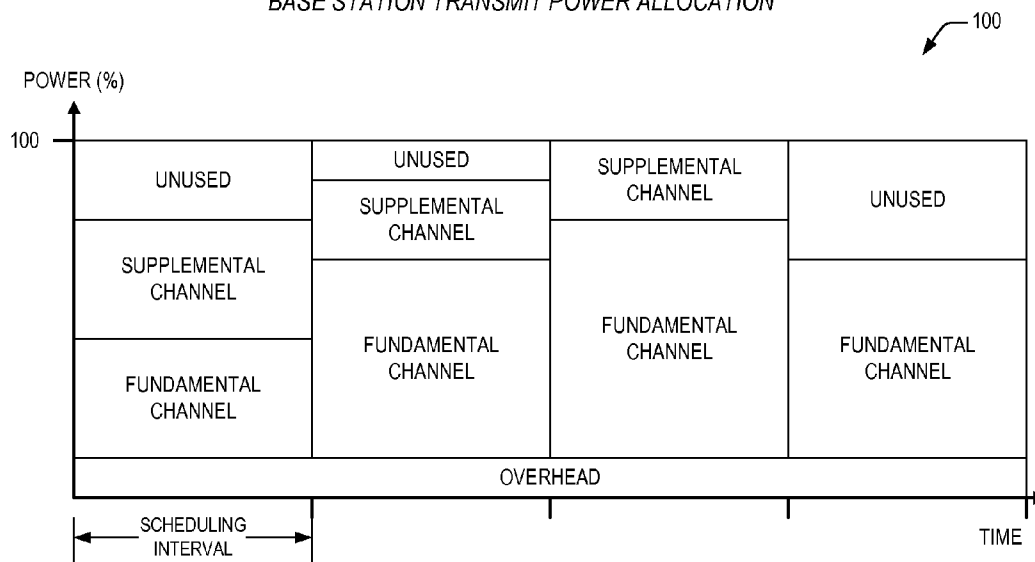 BASE STATION TRANSMIT POWER ALLOCATION
100
POWER (%)
100
UNUSED
SUPPLEMENTAL
CHANNEL
FUNDAMENTAL
CHANNEL
UNUSED
SUPPLEMENTAL
CHANNEL
FUNDAMENTAL
CHANNEL
SUPPLEMENTAL
CHANNEL
FUNDAMENTAL
CHANNEL
UNUSED
FUNDAMENTAL
CHANNEL
OVERHEAD
SCHEDULING
INTERVAL
TIME